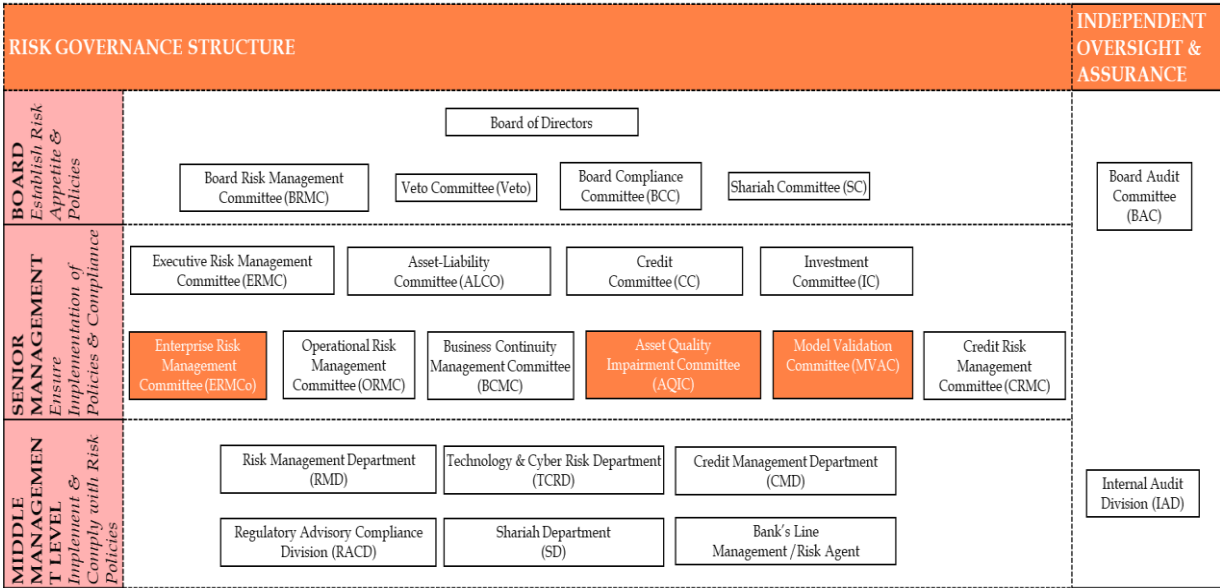 RISK GOVERNANCE STRUCTURE
INDEPENDENT
OVERSIGHT &
ASSURANCE
BOARD
Establish Risk
Appetite &
Policies
Board of Directors
Board Risk Management
Committee (BRMC)
Veto Committee (Veto)
Board Compliance
Committee (BCC)
Shariah Committee (SC)
Board Audit
Committee
(BAC)
SENIOR
MANAGEMENT
Ensure
Implementation of
Policies & Compliance
Executive Risk Management
Committee (ERMC)
Asset-Liability
Committee (ALCO)
Credit
Committee (CC)
Investment
Committee (IC)
Enterprise Risk
Management
Committee (ERMCo)
Operational Risk
Management
Committee (ORMC)
Business Continuity
Management Committee
(BCMC)
Asset Quality
Impairment Committee
(AQIC)
Model Validation
Committee (MVAC)
Credit Risk
Management
Committee (CRMC)
MIDDLE
MANAGEMEN
T LEVEL
Implement &
Comply with Risk
Policies
Risk Management Department
(RMD)
Technology & Cyber Risk Department
(TCRD)
Credit Management Department
(CMD)
Regulatory Advisory Compliance
Division (RACD)
Shariah Department
(SD)
Bank's Line
Management /Risk Agent
Internal Audit
Division (IAD)